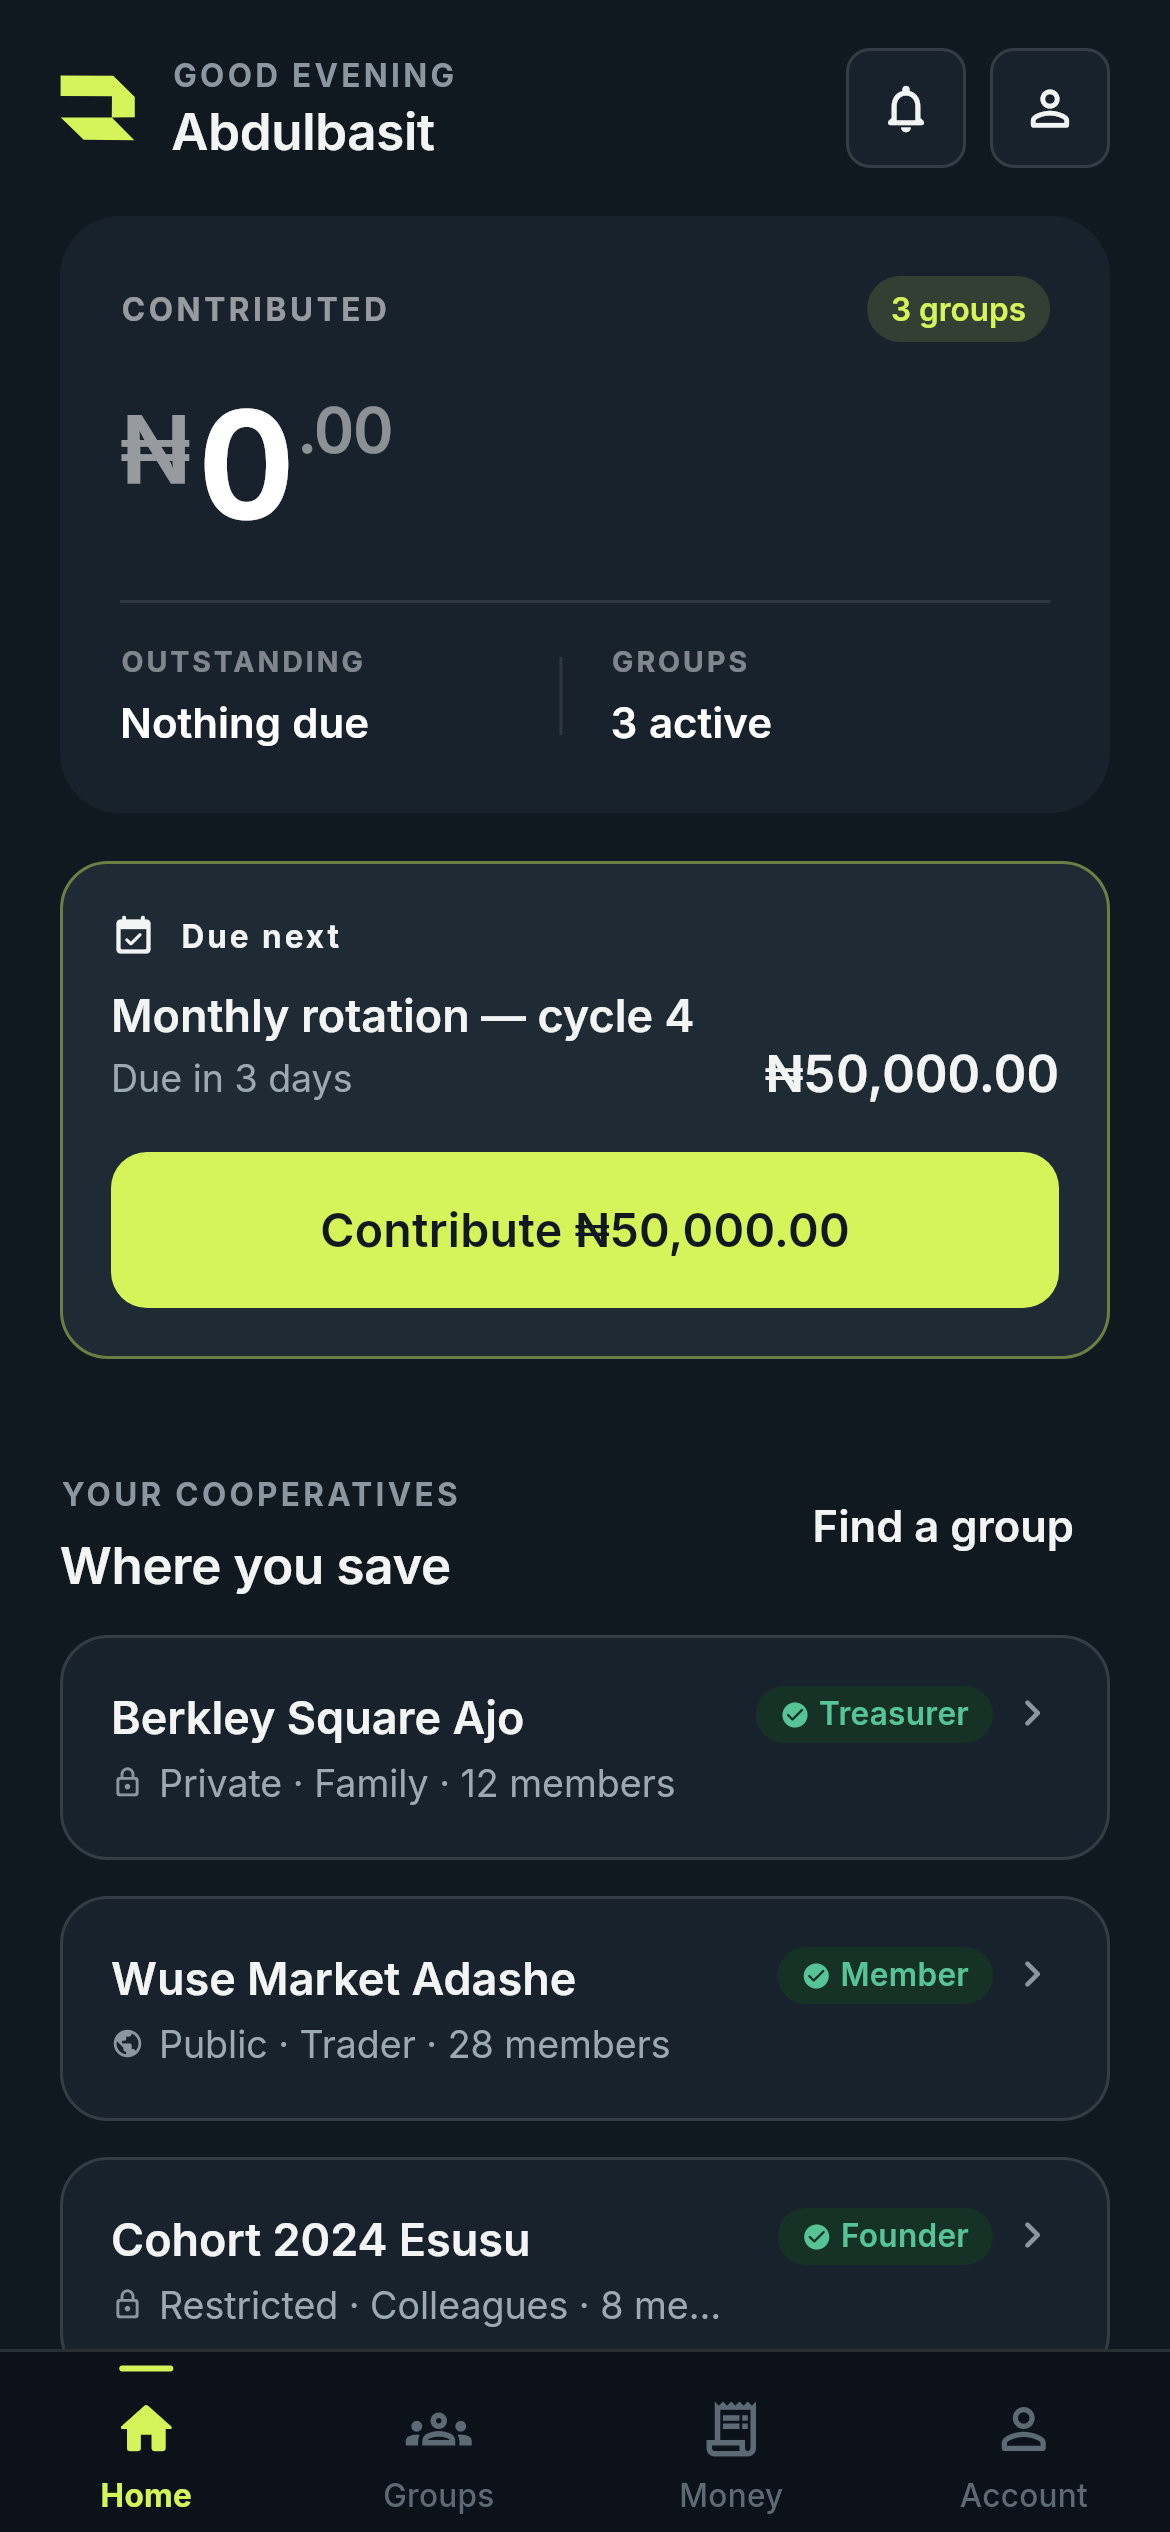 GOOD EVENING
Abdulbasit
CONTRIBUTED
3 groups
₦0.00
OUTSTANDING
GROUPS
Nothing due
3 active
Due next
Monthly rotation — cycle 4
Due in 3 days
₦50,000.00
Contribute ₦50,000.00
YOUR COOPERATIVES
Where you save
Find a group
Berkley Square Ajo
Treasurer
Private · Family · 12 members
Wuse Market Adashe
Member
Public · Trader · 28 members
Cohort 2024 Esusu
Founder
Restricted · Colleagues · 8 me...
Home
Groups
Money
Account